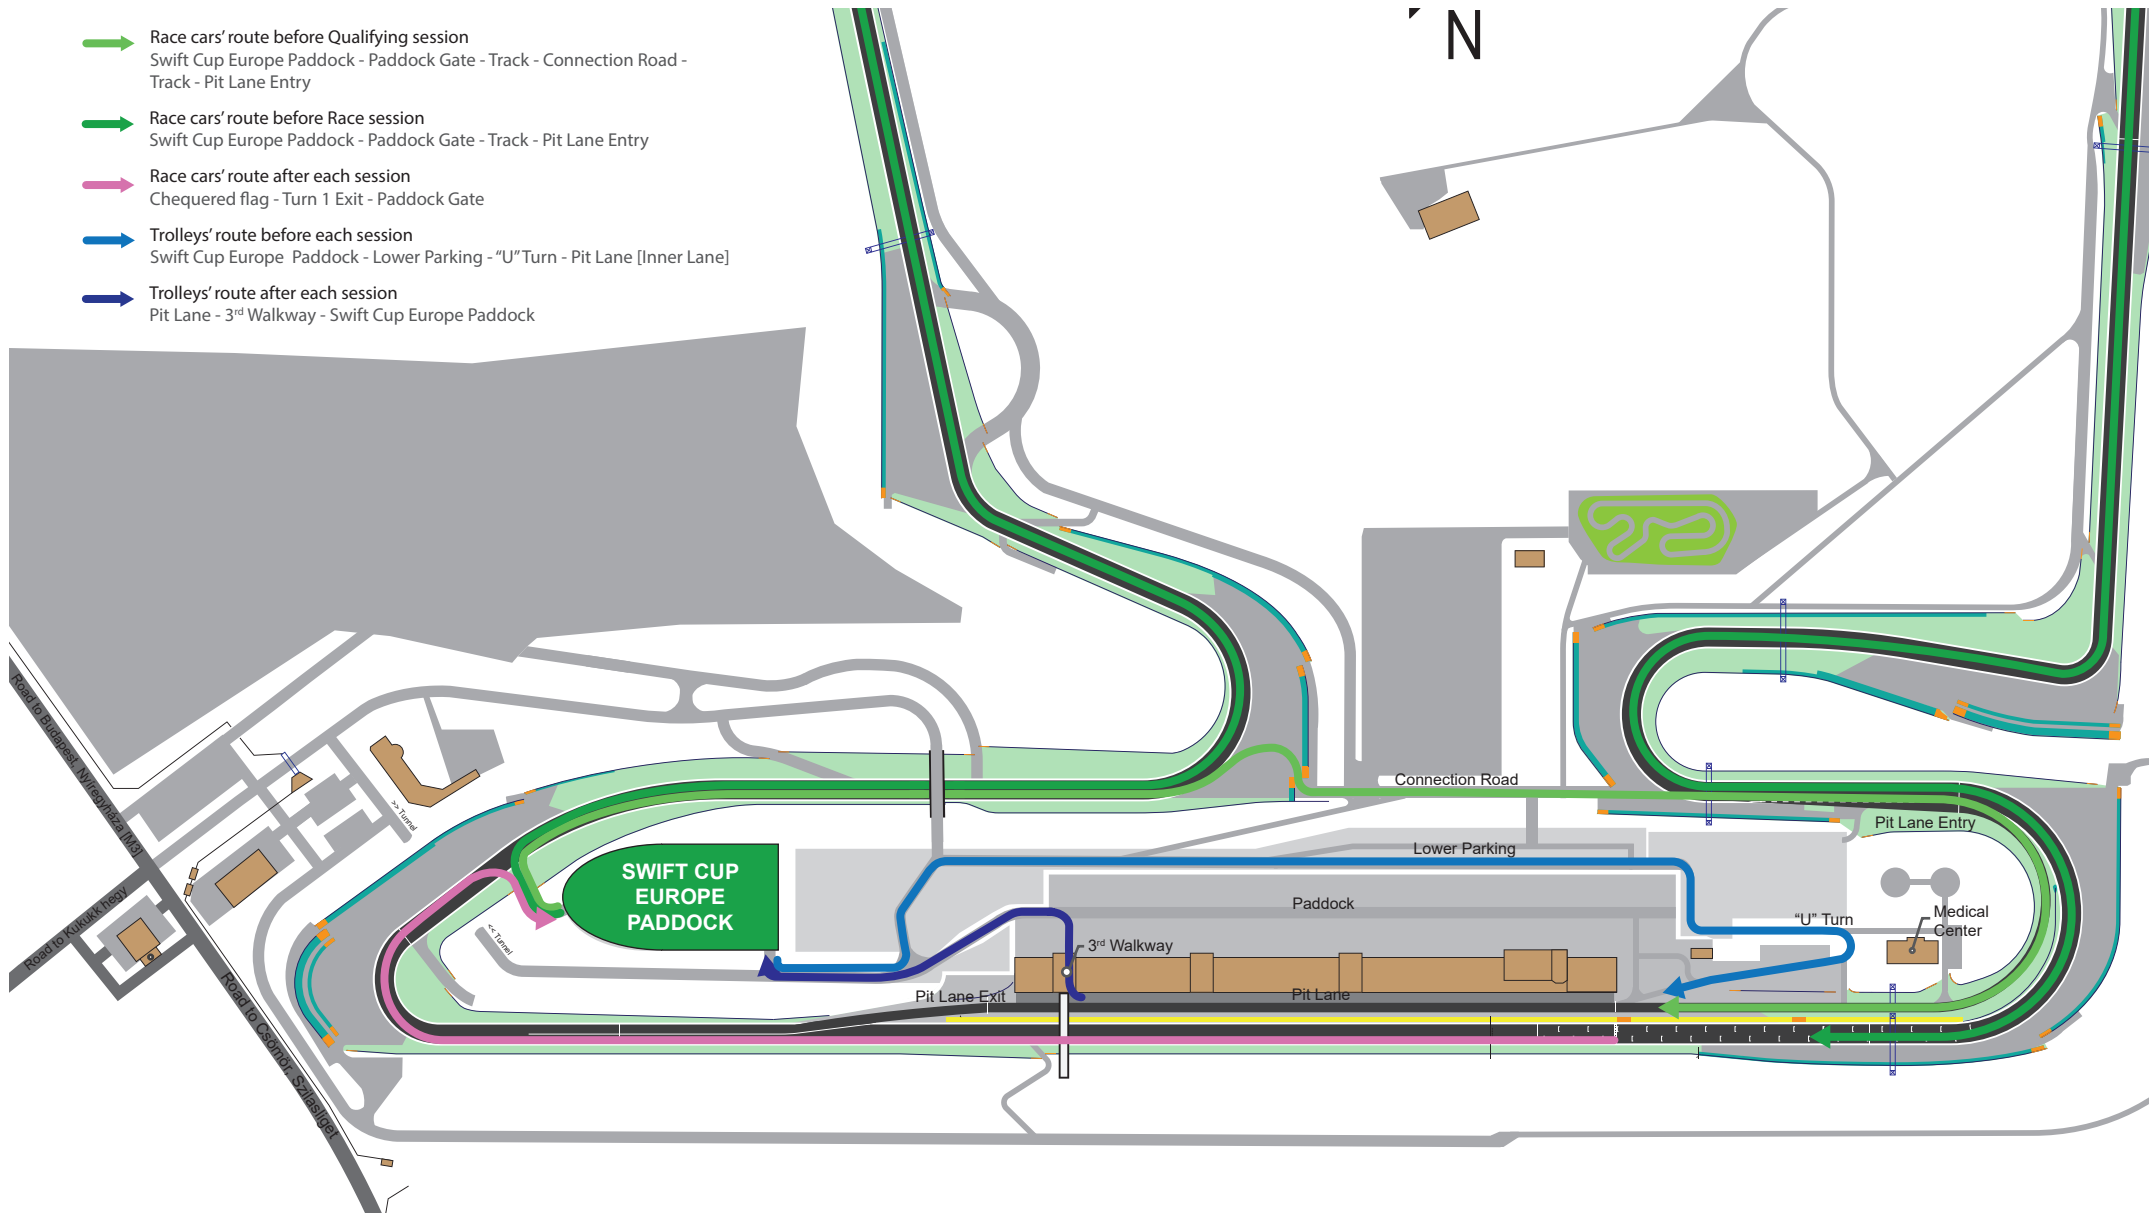 Race cars' route before Qualifying session
Swift Cup Europe Paddock - Paddock Gate - Track - Connection Road -
Track - Pit Lane Entry
Race cars' route before Race session
Swift Cup Europe Paddock - Paddock Gate - Track - Pit Lane Entry
Race cars' route after each session
Chequered flag - Turn 1 Exit - Paddock Gate
Trolleys' route before each session
Swift Cup Europe  Paddock - Lower Parking - “U” Turn - Pit Lane [Inner Lane]
Trolleys' route after each session
Pit Lane - 3rd Walkway - Swift Cup Europe Paddock
N
Road to Budapest, Nyíregyháza [M3]
>> Tunnel
Connection Road
Pit Lane Entry
Lower Parking
SWIFT CUP
EUROPE
PADDOCK
Paddock
“U” Turn
Medical
Center
Road to Kukukk hegy
<< Tunnel
3rd Walkway
Pit Lane Exit
Pit Lane
Road to Csömör, Szilasliget